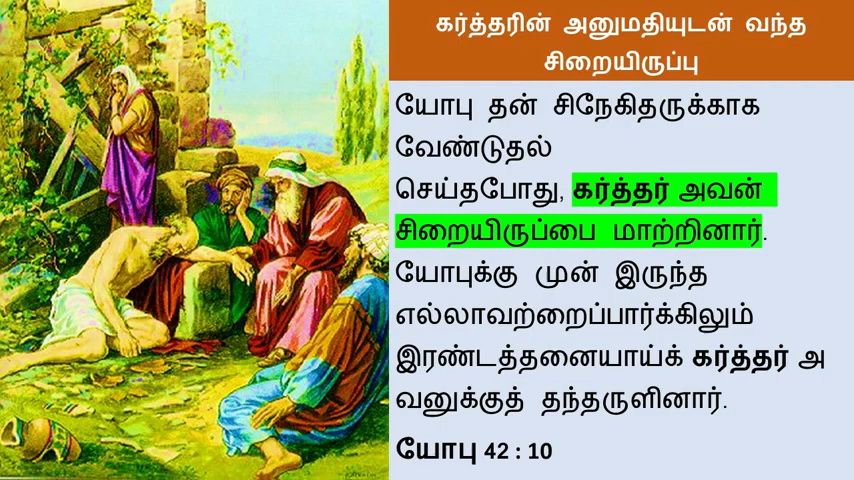 கர்த்தரின் அனுமதியுடன் வந்த
சிறையிருப்பு
யோபு தன் சிநேகிதருக்காக
வேண்டுதல்
செய்தபோது, கர்த்தர் அவன்
சிறையிருப்பை மாற்றினார்.
யோபுக்கு முன் இருந்த
எல்லாவற்றைப்பார்க்கிலும்
இரண்டத்தனையாய்க் கர்த்தர் அ
வனுக்குத் தந்தருளினார்.
யோபு 42 : 10